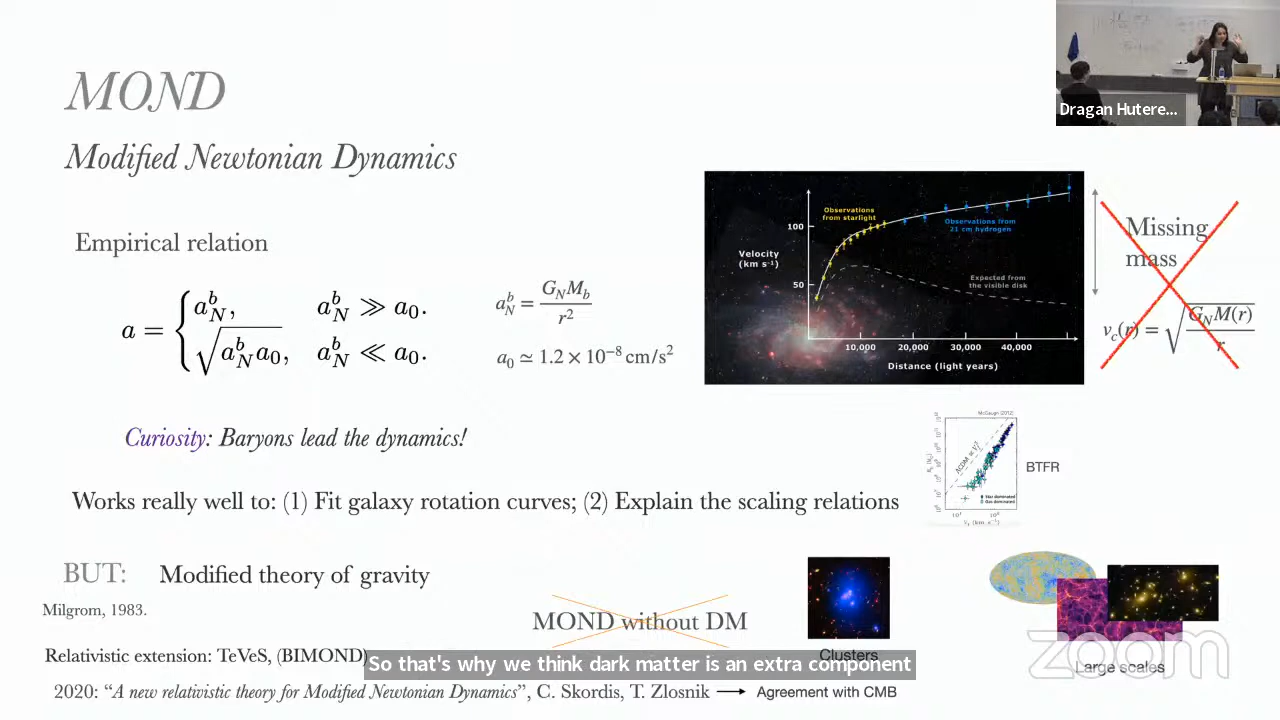 MOND
Modified Newtonian Dynamics
Dragan Hutere...
Empirical relation
a = { a_N^b, a_N^b ≫ a_0.
√(a_N^b a_0), a_N^b ≪ a_0.
a_N^b = G_N M_b / r^2
a_0 ≃ 1.2 × 10^−8 cm/s^2
Observations
from starlight
Observations from
21 cm hydrogen
Velocity
(km s⁻¹)
100
50
Expected from
the visible disk
10,000 20,000 30,000 40,000
Distance (light years)
Missing
mass
v_c(r) = √(G_N M(r) / r)
Curiosity: Baryons lead the dynamics!
McGaugh (2012)
Star dominated
Gas dominated
BTFR
Works really well to: (1) Fit galaxy rotation curves; (2) Explain the scaling relations
BUT: Modified theory of gravity
Milgrom, 1983.
MOND without DM
Clusters
Large scales
zoom
Relativistic extension: TeVeS, (BIMOND)
So that's why we think dark matter is an extra component
2020: “A new relativistic theory for Modified Newtonian Dynamics”, C. Skordis, T. Zlosnik → Agreement with CMB